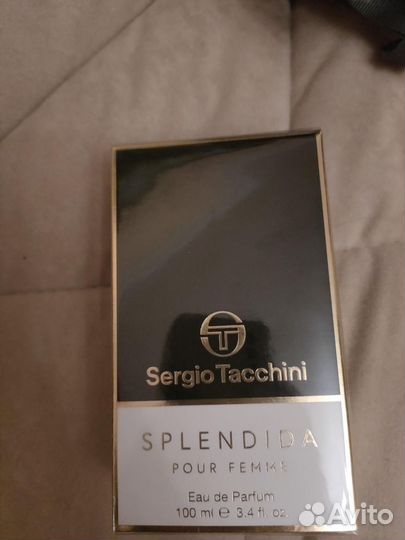 Sergio Tacchini
SPLENDIDA
POUR FEMME
Eau de Parfum
100 ml ℮ 3.4 fl. oz.
Avito